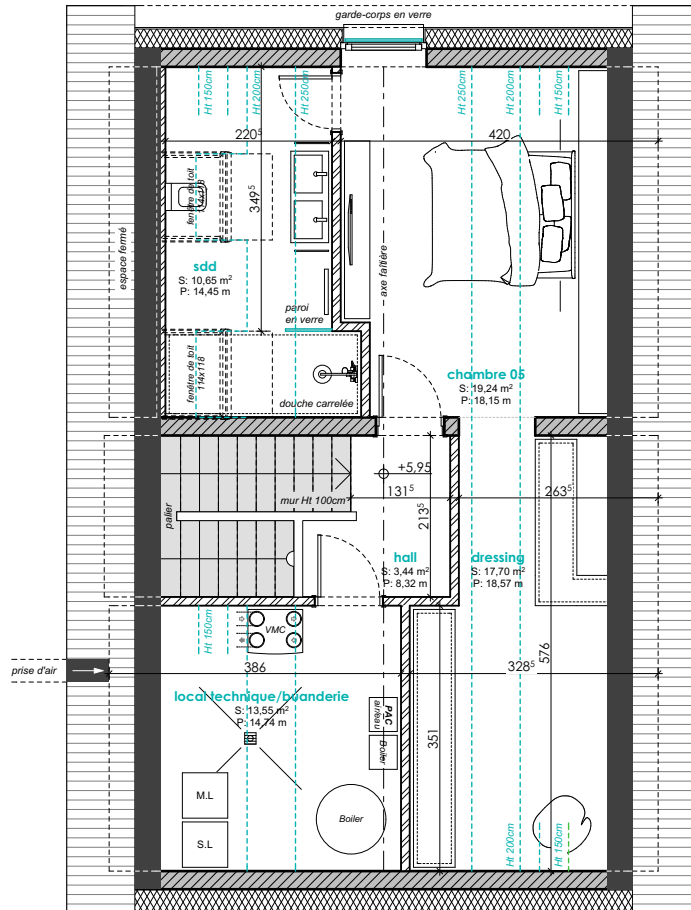 garde-corps en verre
Ht 150cm
Ht 200cm
Ht 250cm
Ht 250cm
Ht 200cm
Ht 150cm
220⁵
420
fenêtre de toit
114x118
349⁵
espace fermé
axe faîtière
sdd
S: 10,65 m²
P: 14,45 m
paroi
en verre
fenêtre de toit
114x118
chambre 05
S: 19,24 m²
P: 18,15 m
douche carrelée
+5,95
mur Ht 100cm
131⁵
263⁵
palier
213⁵
hall
S: 3,44 m²
P: 8,32 m
dressing
S: 17,70 m²
P: 18,57 m
Ht 150cm
VMC
prise d'air
386
328⁵
576
local technique/buanderie
S: 13,55 m²
P: 14,74 m
PAC
air/eau
351
Boiler
M.L
Boiler
S.L
Ht 200cm
Ht 150cm